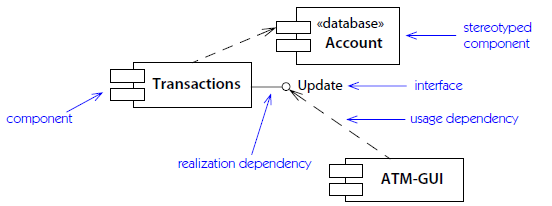 «database»
Account
stereotyped
component
Transactions
Update
interface
component
usage dependency
realization dependency
ATM-GUI